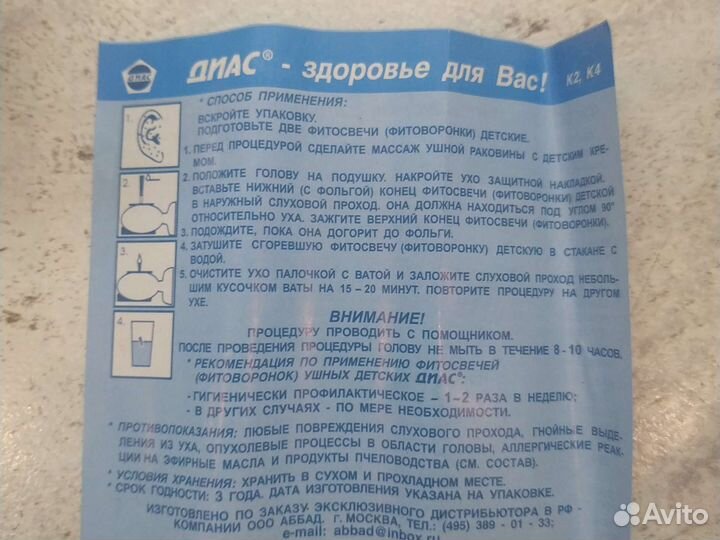 ДИАС
ДИАС® - здоровье для Вас! К2, К4
* СПОСОБ ПРИМЕНЕНИЯ:
ВСКРОЙТЕ УПАКОВКУ.
ПОДГОТОВЬТЕ ДВЕ ФИТОСВЕЧИ (ФИТОВОРОНКИ) ДЕТСКИЕ.
1.
1. ПЕРЕД ПРОЦЕДУРОЙ СДЕЛАЙТЕ МАССАЖ УШНОЙ РАКОВИНЫ С ДЕТСКИМ КРЕ-
МОМ.
2.
2. ПОЛОЖИТЕ ГОЛОВУ НА ПОДУШКУ. НАКРОЙТЕ УХО ЗАЩИТНОЙ НАКЛАДКОЙ.
ВСТАВЬТЕ НИЖНИЙ (С ФОЛЬГОЙ) КОНЕЦ ФИТОСВЕЧИ (ФИТОВОРОНКИ) ДЕТСКОЙ
В НАРУЖНЫЙ СЛУХОВОЙ ПРОХОД. ОНА ДОЛЖНА НАХОДИТЬСЯ ПОД УГЛОМ 90°
ОТНОСИТЕЛЬНО УХА. ЗАЖГИТЕ ВЕРХНИЙ КОНЕЦ ФИТОСВЕЧИ (ФИТОВОРОНКИ).
3. ПОДОЖДИТЕ, ПОКА ОНА ДОГОРИТ ДО ФОЛЬГИ.
3.
4. ЗАТУШИТЕ СГОРЕВШУЮ ФИТОСВЕЧУ (ФИТОВОРОНКУ) ДЕТСКУЮ В СТАКАНЕ С
ВОДОЙ.
5. ОЧИСТИТЕ УХО ПАЛОЧКОЙ С ВАТОЙ И ЗАЛОЖИТЕ СЛУХОВОЙ ПРОХОД НЕБОЛЬ-
ШИМ КУСОЧКОМ ВАТЫ НА 15 – 20 МИНУТ. ПОВТОРИТЕ ПРОЦЕДУРУ НА ДРУГОМ
УХЕ.
4.
ВНИМАНИЕ!
ПРОЦЕДУРУ ПРОВОДИТЬ С ПОМОЩНИКОМ.
ПОСЛЕ ПРОВЕДЕНИЯ ПРОЦЕДУРЫ ГОЛОВУ НЕ МЫТЬ В ТЕЧЕНИЕ 8 - 10 ЧАСОВ.
* РЕКОМЕНДАЦИЯ ПО ПРИМЕНЕНИЮ ФИТОСВЕЧЕЙ
(ФИТОВОРОНОК) УШНЫХ ДЕТСКИХ ДИАС®:
- ГИГИЕНИЧЕСКИ ПРОФИЛАКТИЧЕСКОЕ – 1–2 РАЗА В НЕДЕЛЮ;
- В ДРУГИХ СЛУЧАЯХ - ПО МЕРЕ НЕОБХОДИМОСТИ.
* ПРОТИВОПОКАЗАНИЯ: ЛЮБЫЕ ПОВРЕЖДЕНИЯ СЛУХОВОГО ПРОХОДА, ГНОЙНЫЕ ВЫДЕ-
ЛЕНИЯ ИЗ УХА, ОПУХОЛЕВЫЕ ПРОЦЕССЫ В ОБЛАСТИ ГОЛОВЫ, АЛЛЕРГИЧЕСКИЕ РЕАК-
ЦИИ НА ЭФИРНЫЕ МАСЛА И ПРОДУКТЫ ПЧЕЛОВОДСТВА (СМ. СОСТАВ).
* УСЛОВИЯ ХРАНЕНИЯ: ХРАНИТЬ В СУХОМ И ПРОХЛАДНОМ МЕСТЕ.
* СРОК ГОДНОСТИ: 3 ГОДА. ДАТА ИЗГОТОВЛЕНИЯ УКАЗАНА НА УПАКОВКЕ.
ИЗГОТОВЛЕНО ПО ЗАКАЗУ ЭКСКЛЮЗИВНОГО ДИСТРИБЬЮТОРА В РФ -
КОМПАНИИ ООО АББАД. Г. МОСКВА, ТЕЛ.: (495) 389 - 01 - 33;
e-mail: abbad@inbox.ru
Avito